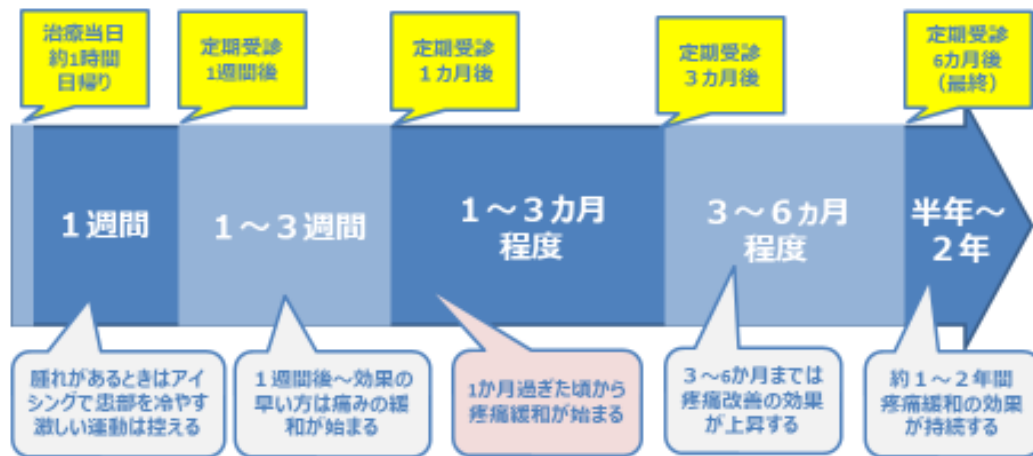 治療当日
約1時間
日帰り
定期受診
1週間後
定期受診
1カ月後
定期受診
3カ月後
定期受診
6カ月後
(最終)
1週間
1～3週間
1～3カ月
程度
3～6ヵ月
程度
半年～
2年
腫れがあるときはアイ
シングで患部を冷やす
激しい運動は控える
1週間後～効果の
早い方は痛みの緩
和が始まる
1か月過ぎた頃から
疼痛緩和が始まる
3～6か月までは
疼痛改善の効果
が上昇する
約1～2年間
疼痛緩和の効果
が持続する